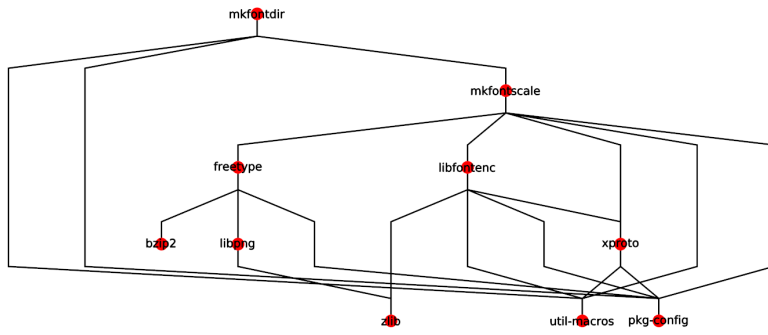 mkfontdir
mkfontscale
freetype
libfontenc
bzip2
libpng
xproto
zlib
util-macros
pkg-config